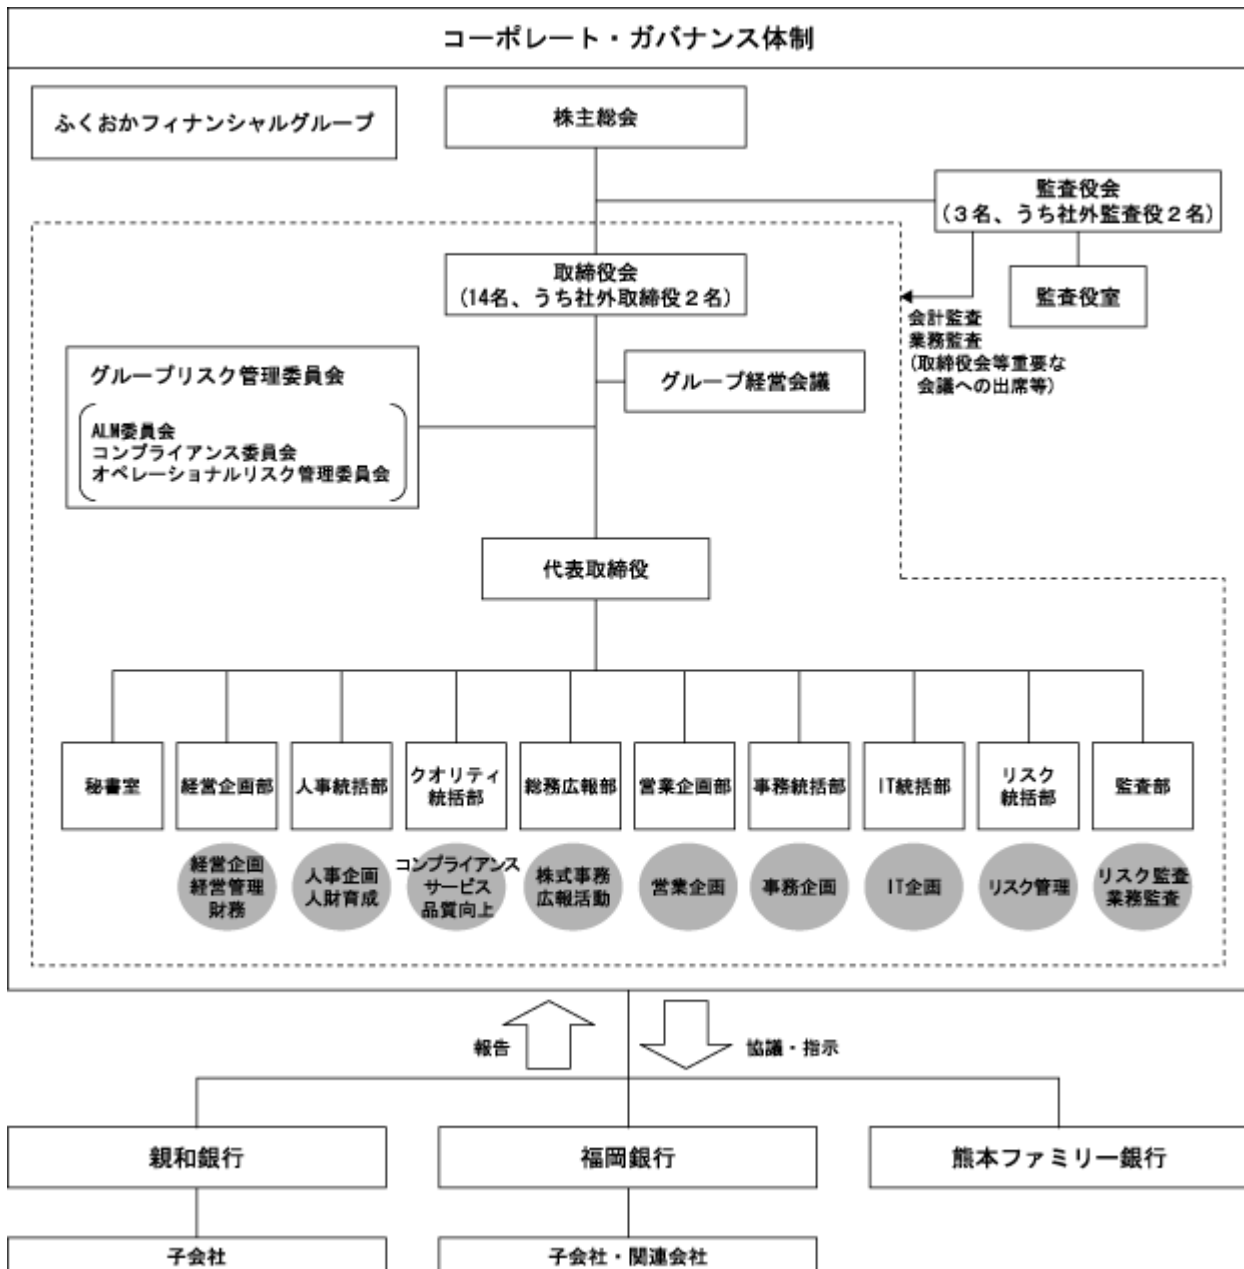 コーポレート・ガバナンス体制
ふくおかフィナンシャルグループ
株主総会
監査役会
(３名、うち社外監査役２名)
取締役会
(14名、うち社外取締役２名)
監査役室
会計監査
業務監査
(取締役会等重要な
会議への出席等)
グループリスク管理委員会
ALM委員会
コンプライアンス委員会
オペレーショナルリスク管理委員会
グループ経営会議
代表取締役
秘書室
経営企画部
人事統括部
クオリティ
統括部
総務広報部
営業企画部
事務統括部
IT統括部
リスク
統括部
監査部
経営企画
経営管理
財務
人事企画
人財育成
コンプライアンス
サービス
品質向上
株式事務
広報活動
営業企画
事務企画
IT企画
リスク管理
リスク監査
業務監査
報告
協議・指示
親和銀行
福岡銀行
熊本ファミリー銀行
子会社
子会社・関連会社